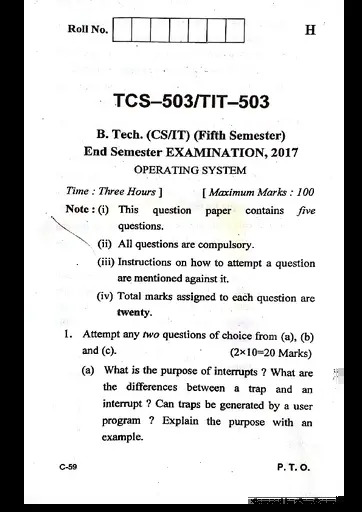 Roll No. H
TCS–503/TIT–503
B. Tech. (CS/IT) (Fifth Semester)
End Semester EXAMINATION, 2017
OPERATING SYSTEM
Time : Three Hours ] [ Maximum Marks : 100
Note : (i) This question paper contains five
questions.
(ii) All questions are compulsory.
(iii) Instructions on how to attempt a question
are mentioned against it.
(iv) Total marks assigned to each question are
twenty.
1. Attempt any two questions of choice from (a), (b)
and (c). (2×10=20 Marks)
(a) What is the purpose of interrupts ? What are
the differences between a trap and an
interrupt ? Can traps be generated by a user
program ? Explain the purpose with an
example.
C-59 P. T. O.